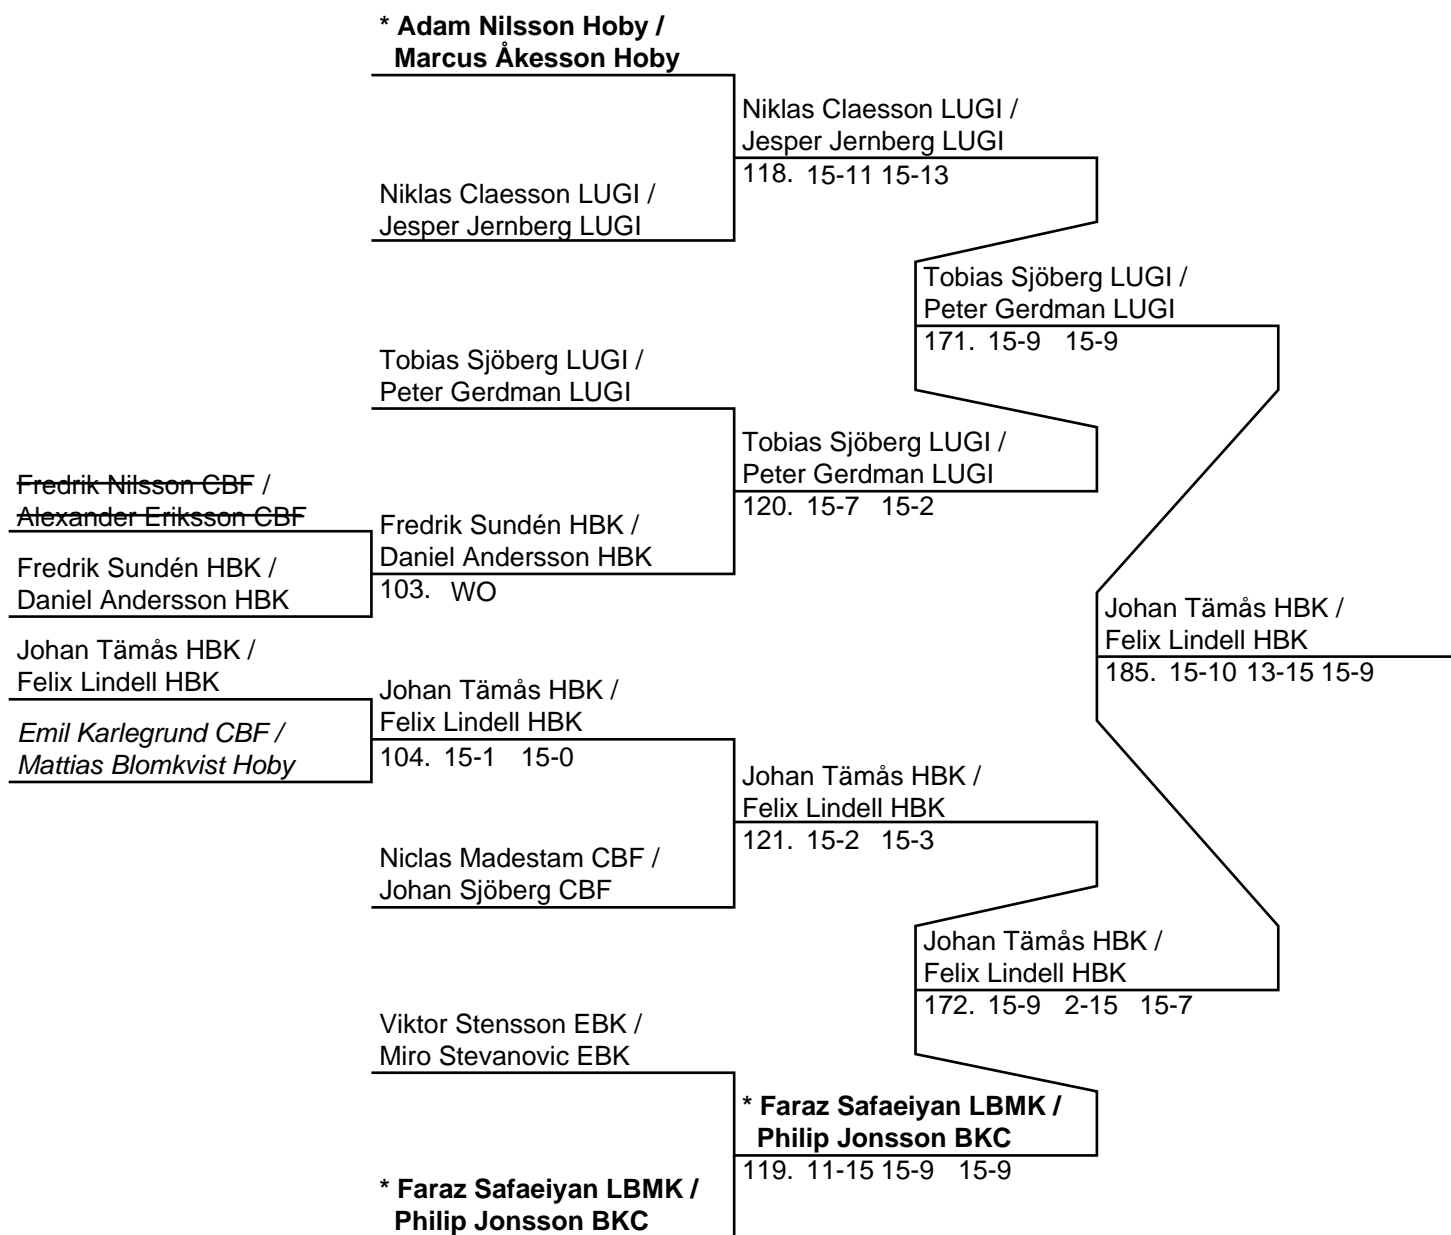 * Adam Nilsson Hoby /
Marcus Åkesson Hoby
Niklas Claesson LUGI /
Jesper Jernberg LUGI
118. 15-11 15-13
Niklas Claesson LUGI /
Jesper Jernberg LUGI
Tobias Sjöberg LUGI /
Peter Gerdman LUGI
171. 15-9 15-9
Tobias Sjöberg LUGI /
Peter Gerdman LUGI
Tobias Sjöberg LUGI /
Peter Gerdman LUGI
120. 15-7 15-2
Fredrik Nilsson CBF /
Alexander Eriksson CBF
Fredrik Sundén HBK /
Daniel Andersson HBK
103. WO
Fredrik Sundén HBK /
Daniel Andersson HBK
Johan Tämås HBK /
Felix Lindell HBK
185. 15-10 13-15 15-9
Johan Tämås HBK /
Felix Lindell HBK
Johan Tämås HBK /
Felix Lindell HBK
104. 15-1 15-0
Emil Karlegrund CBF /
Mattias Blomkvist Hoby
Johan Tämås HBK /
Felix Lindell HBK
121. 15-2 15-3
Niclas Madestam CBF /
Johan Sjöberg CBF
Johan Tämås HBK /
Felix Lindell HBK
172. 15-9 2-15 15-7
Viktor Stensson EBK /
Miro Stevanovic EBK
* Faraz Safaeiyan LBMK /
Philip Jonsson BKC
119. 11-15 15-9 15-9
* Faraz Safaeiyan LBMK /
Philip Jonsson BKC